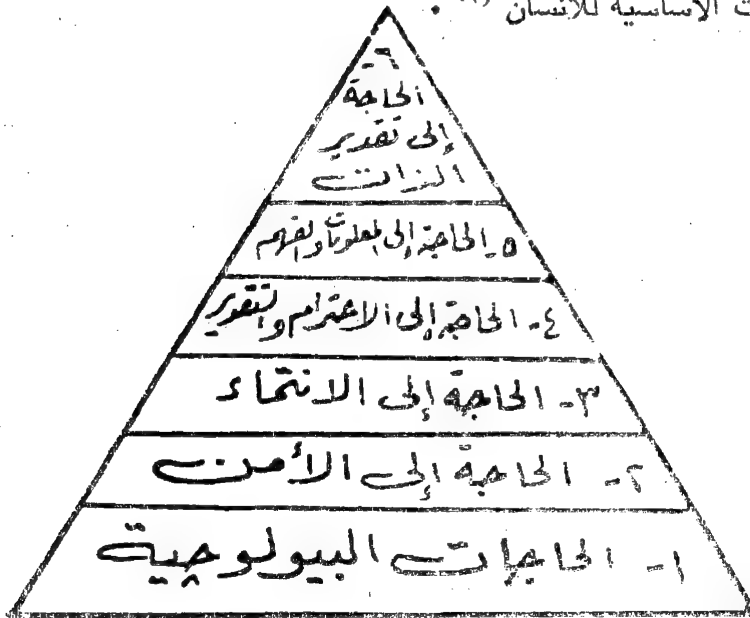 الأساسية للانسان
٦-
الحاجة
إلى تقدير
الذات
٥- الحاجة إلى المعلومات والفهم
٤- الحاجة إلى الاحترام والتقدير
٣- الحاجة إلى الانتماء
٢- الحاجة إلى الأمن
١- الحاجات البيولوجية